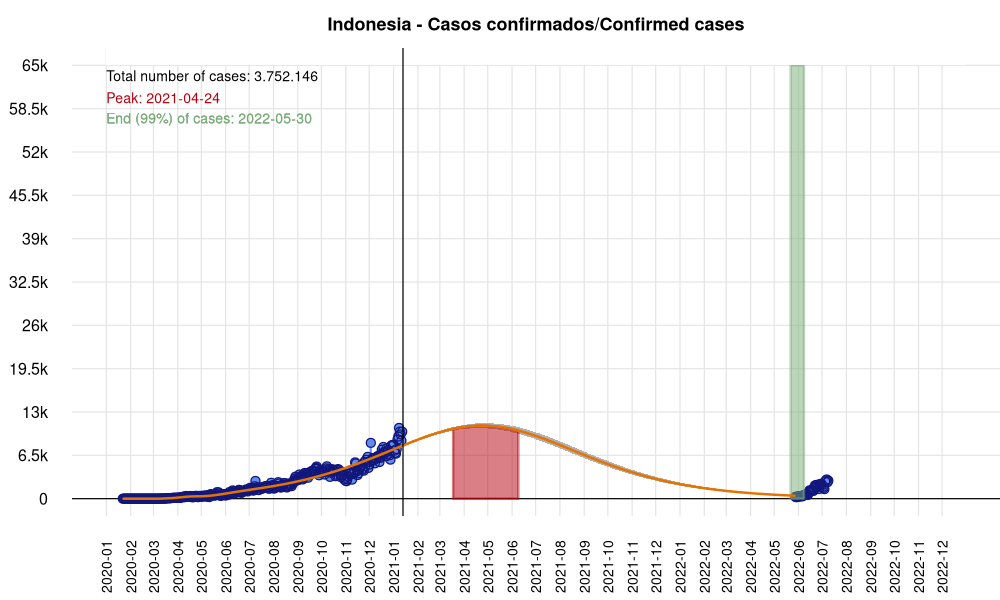 Indonesia - Casos confirmados/Confirmed cases
Total number of cases: 3.752.146
Peak: 2021-04-24
End (99%) of cases: 2022-05-30
65k
58.5k
52k
45.5k
39k
32.5k
26k
19.5k
13k
6.5k
0
2020-01
2020-02
2020-03
2020-04
2020-05
2020-06
2020-07
2020-08
2020-09
2020-10
2020-11
2020-12
2021-01
2021-03
2021-04
2021-05
2021-06
2021-07
2021-08
2021-09
2021-10
2021-11
2021-12
2022-01
2022-02
2022-03
2022-04
2022-05
2022-06
2022-07
2022-08
2022-09
2022-10
2022-11
2022-12